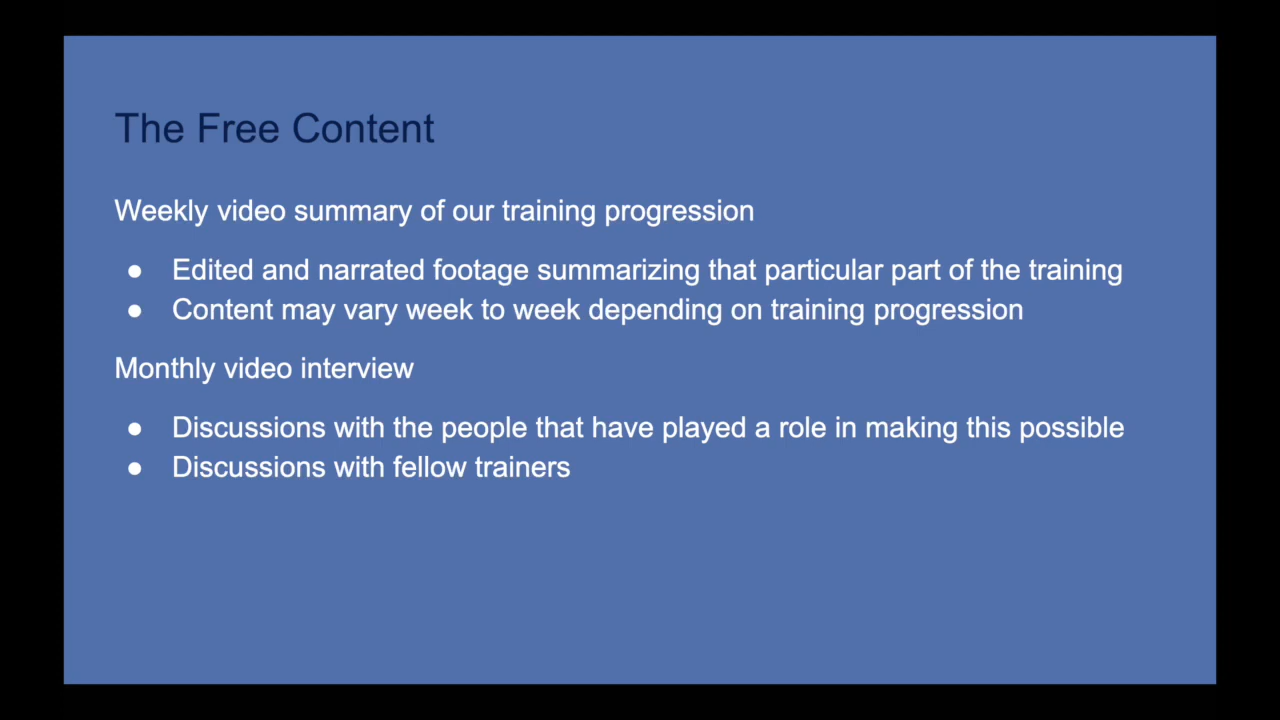 The Free Content
Weekly video summary of our training progression
● Edited and narrated footage summarizing that particular part of the training
● Content may vary week to week depending on training progression
Monthly video interview
● Discussions with the people that have played a role in making this possible
● Discussions with fellow trainers